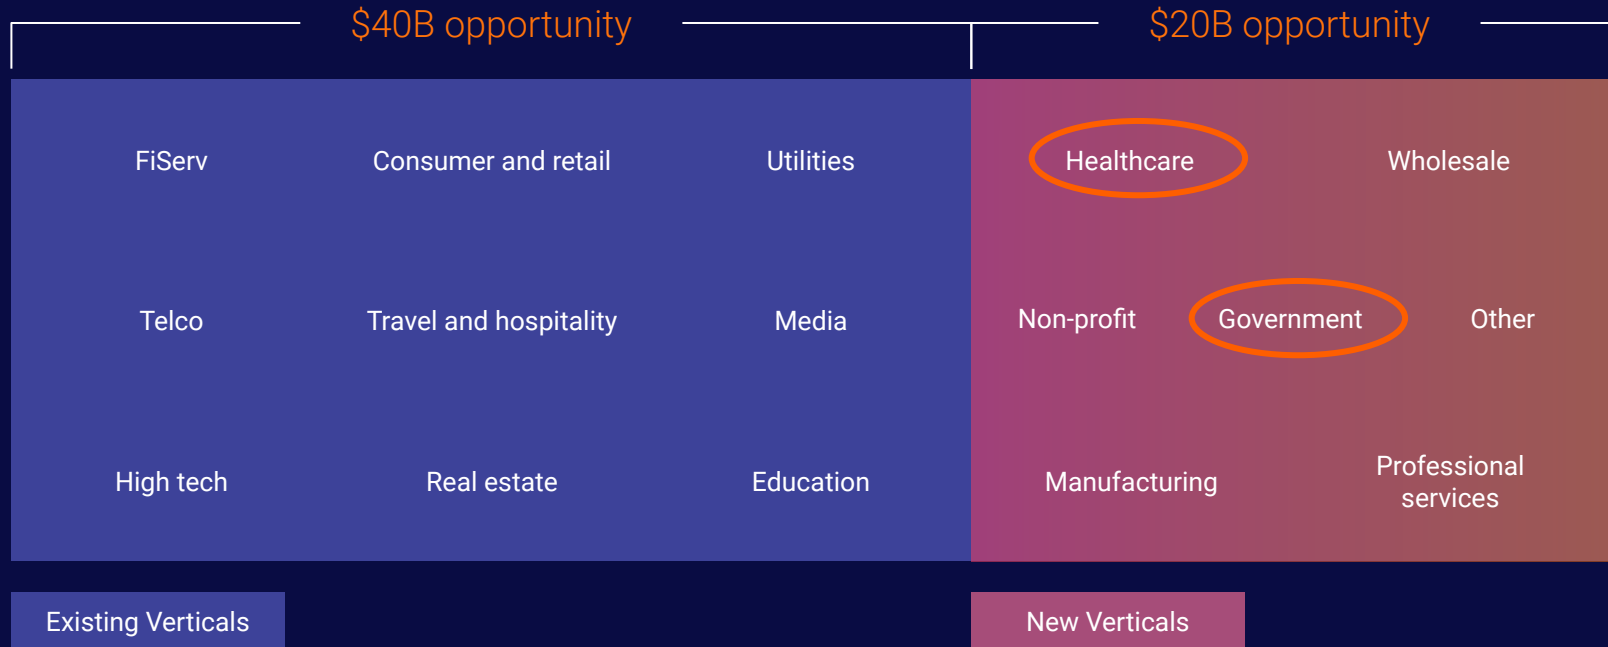 $40B opportunity
$20B opportunity
FiServ
Consumer and retail
Utilities
Healthcare
Wholesale
Telco
Travel and hospitality
Media
Non-profit
Government
Other
High tech
Real estate
Education
Manufacturing
Professional
services
Existing Verticals
New Verticals